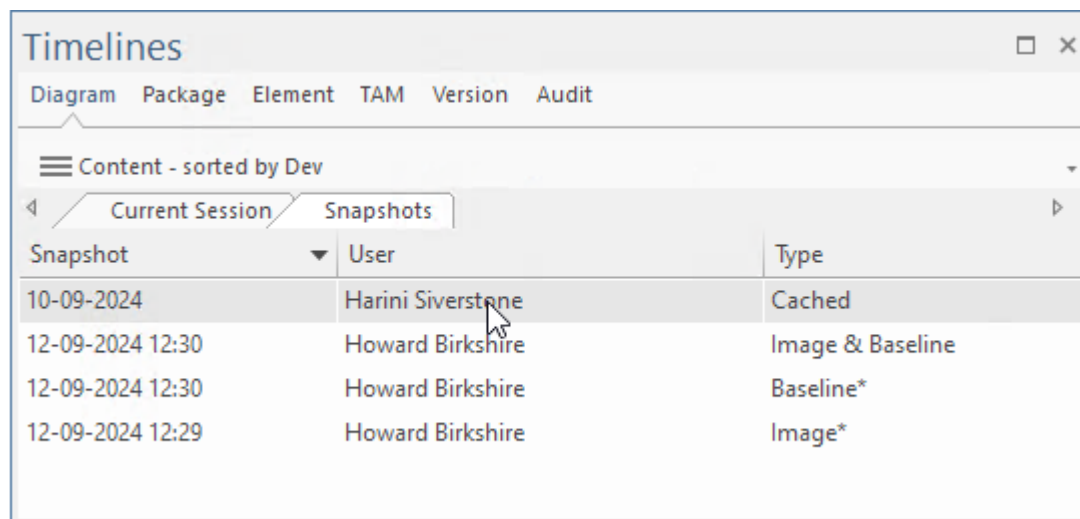 Timelines
Diagram Package Element TAM Version Audit
Content - sorted by Dev
Current Session Snapshots
Snapshot User Type
10-09-2024 Harini Siverstone Cached
12-09-2024 12:30 Howard Birkshire Image & Baseline
12-09-2024 12:30 Howard Birkshire Baseline*
12-09-2024 12:29 Howard Birkshire Image*